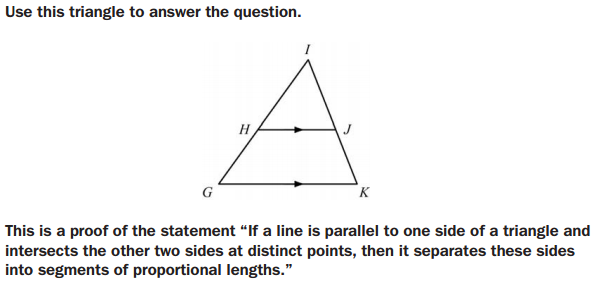 Use this triangle to answer the question.
I
H
J
G
K
This is a proof of the statement “If a line is parallel to one side of a triangle and
intersects the other two sides at distinct points, then it separates these sides
into segments of proportional lengths.”